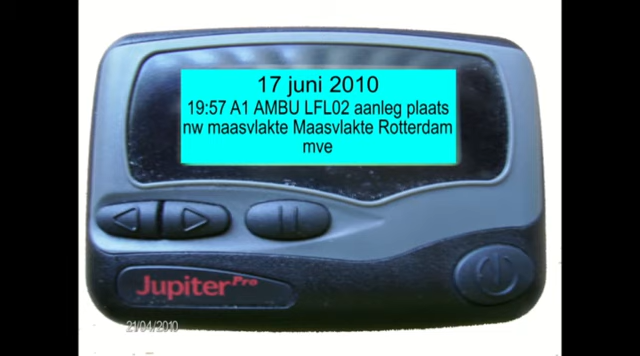 17 juni 2010
19:57 A1 AMBU LFL02 aanleg plaats
nw maasvlakte Maasvlakte Rotterdam
mve
Jupiter Pro
21/04/2010